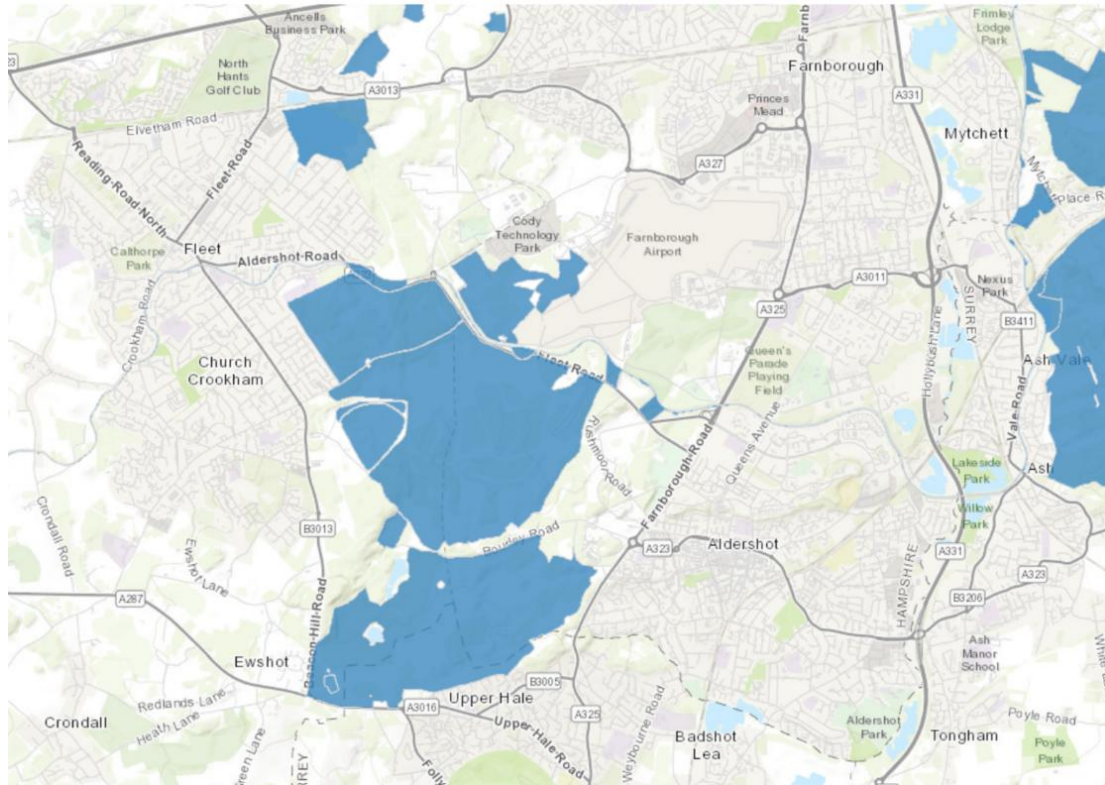 Ancells
Business Park
Frimley
Lodge
Park
North
Hants
Golf Club
A3013
Farnborough
A331
Elvetham Road
Princes
Mead
Mytchett
Reading-Road-North
Fleet-Road
A327
Place
Cody
Technology
Park
Farnborough
Airport
Calthorpe
Park
Fleet
Aldershot-Road
A3011
Nexus
Park
SURREY
A325
B3411
Crookham Road
Church
Crookham
Fleet-Road
Queen's
Parade
Playing
Field
Hollybush Lane
Ash Vale
Vale Road
Rushmoor Road
Queens Avenue
Farnborough-Road
Lakeside
Park
Ash
Willow
Park
Crondall Road
B3013
Bourley Road
A323
Aldershot
A331
HAMPSHIRE
A323
Ewshot Lane
A287
B3206
Beacon-Hill-Road
Ash
Manor
School
Ewshot
B3005
Redlands Lane
Upper Hale
A3016
A325
Heath Lane
Crondall
Upper-Hale-Road
Weybourne Road
Badshot
Lea
Aldershot
Park
Tongham
Poyle Road
Poyle
Park
Green Lane
Folly